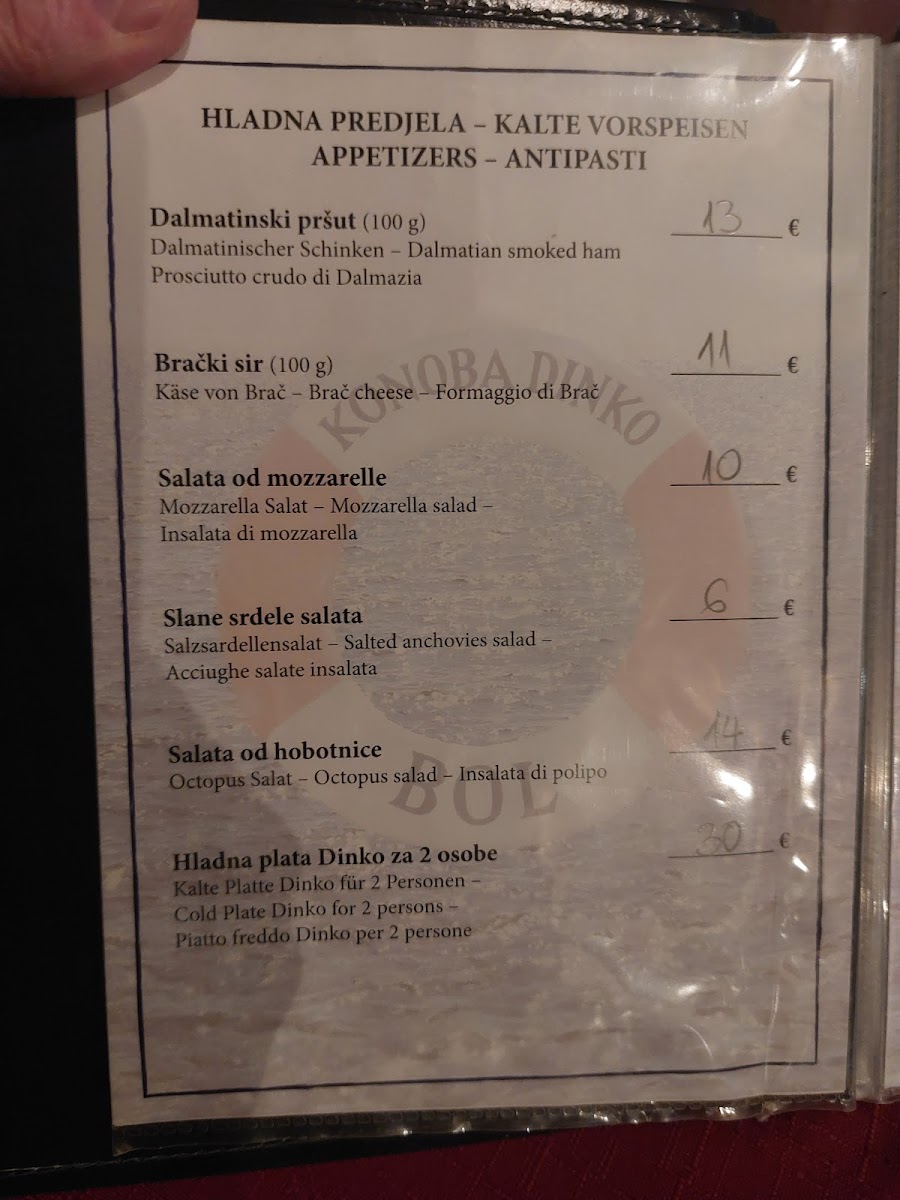 HLADNA PREDJELA – KALTE VORSPEISEN
APPETIZERS – ANTIPASTI
Dalmatinski pršut (100 g) 13 €
Dalmatinischer Schinken – Dalmatian smoked ham
Prosciutto crudo di Dalmazia
Brački sir (100 g) 11 €
Käse von Brač – Brač cheese – Formaggio di Brač
KONOBA DINKO
Salata od mozzarelle 10 €
Mozzarella Salat – Mozzarella salad –
Insalata di mozzarella
Slane srdele salata 6 €
Salzsardellensalat – Salted anchovies salad –
Acciughe salate insalata
Salata od hobotnice 14 €
Octopus Salat – Octopus salad – Insalata di polipo
BOL
Hladna plata Dinko za 2 osobe 30 €
Kalte Platte Dinko für 2 Personen –
Cold Plate Dinko for 2 persons –
Piatto freddo Dinko per 2 persone